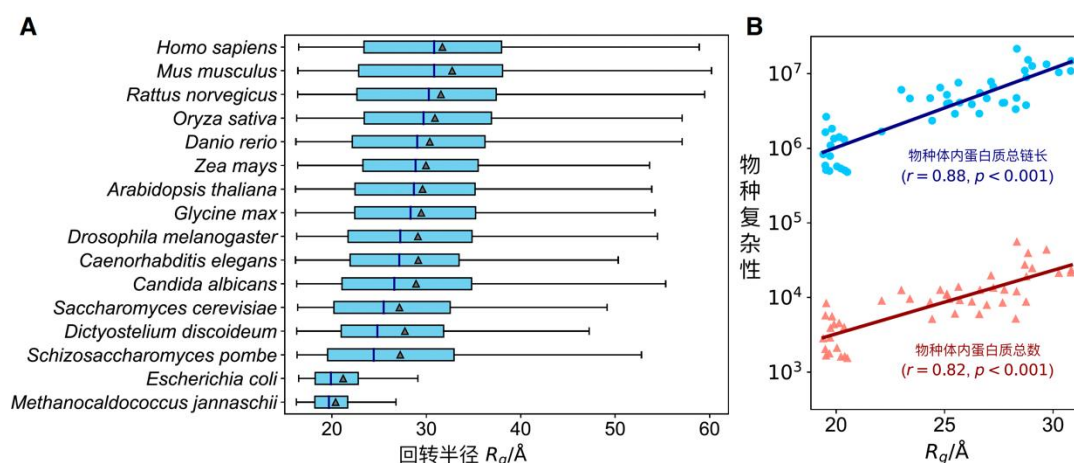 A
Homo sapiens
Mus musculus
Rattus norvegicus
Oryza sativa
Danio rerio
Zea mays
Arabidopsis thaliana
Glycine max
Drosophila melanogaster
Caenorhabditis elegans
Candida albicans
Saccharomyces cerevisiae
Dictyostelium discoideum
Schizosaccharomyces pombe
Escherichia coli
Methanocaldococcus jannaschii
20 30 40 50 60
回转半径 Rg/Å
B
物种复杂性
10⁷
10⁶
10⁵
10⁴
10³
物种体内蛋白质总链长
(r = 0.88, p < 0.001)
物种体内蛋白质总数
(r = 0.82, p < 0.001)
20 25 30
Rg/Å